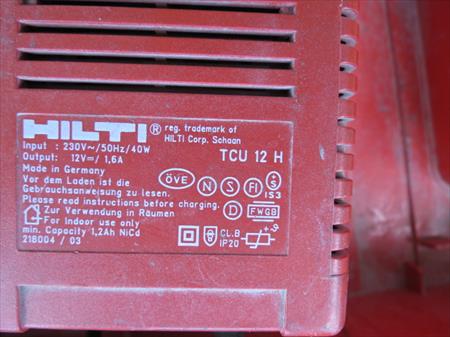 HILTI ® reg. trademark of
HILTI Corp. Schaan
Input : 230V~/50Hz/40W
TCU 12 H
Output: 12V=/ 1,6A
Made in Germany
Vor dem Laden ist die
Gebrauchsanweisung zu lesen.
Please read instructions before charging.
ÖVE N S FI +S IS3
D FWGB
Zur Verwendung in Räumen
For indoor use only
min. Capacity 1,2Ah NiCd
218004 / 03
CL.B
IP20